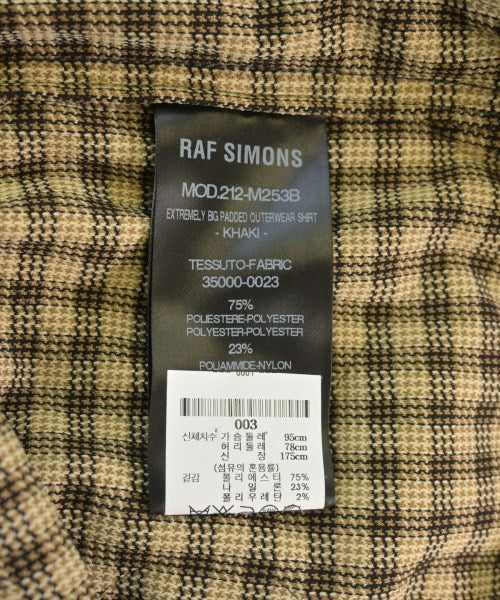 RAF SIMONS
MOD.212-M253B
EXTREMELY BIG PADDED OUTERWEAR SHIRT
- KHAKI -
TESSUTO-FABRIC
35000-0023
75%
POLIESTERE-POLYESTER
POLYESTER-POLYESTER
23%
POLIAMMIDE-NYLON
003
신체치수 가슴둘레 95cm
허리둘레 78cm
신 장 175cm
(섬유의 혼용률)
겉감 폴리에스터 75%
나 일 론 23%
폴리우레탄 2%